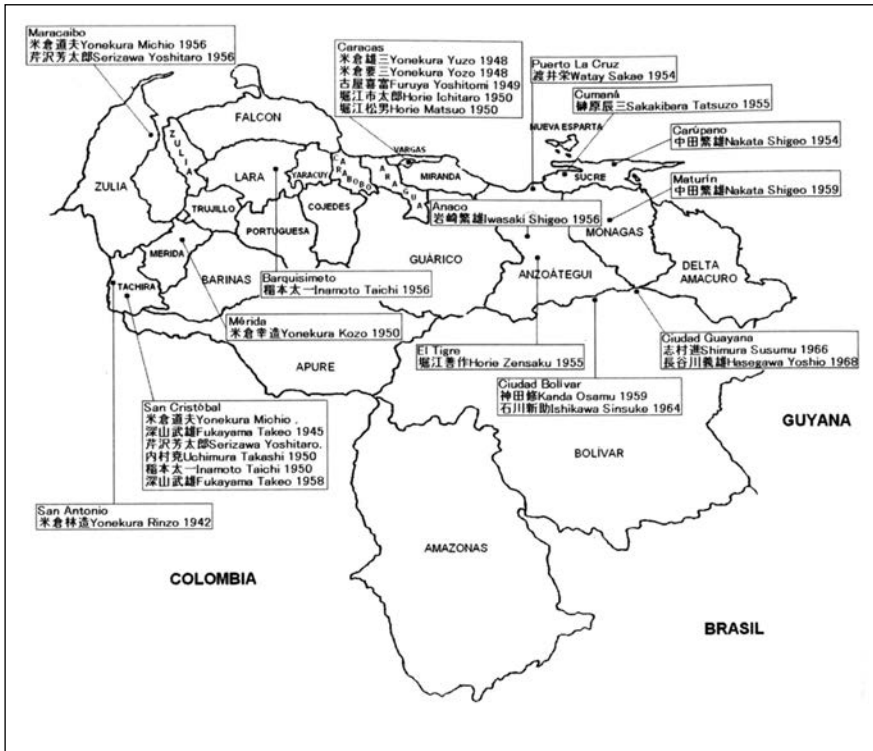 Maracaibo
米倉道夫Yonekura Michio 1956
芹沢芳太郎Serizawa Yoshitaro 1956
Caracas
米倉雄三Yonekura Yuzo 1948
米倉要三Yonekura Yozo 1948
古屋喜富Furuya Yoshitomi 1949
堀江市太郎Horie Ichitaro 1950
堀江松男Horie Matsuo 1950
Puerto La Cruz
渡井栄Watay Sakae 1954
Cumaná
榊原辰三Sakakibara Tatsuzo 1955
NUEVA ESPARTA
Carúpano
中田繁雄Nakata Shigeo 1954
FALCON
VARGAS
ZULIA
ZULIA
LARA
YARACUY
CARABOBO
ARAGUA
MIRANDA
SUCRE
Maturín
中田繁雄Nakata Shigeo 1959
TRUJILLO
COJEDES
PORTUGUESA
Anaco
岩崎繁雄Iwasaki Shigeo 1956
MONAGAS
MERIDA
GUÁRICO
ANZOÁTEGUI
DELTA
AMACURO
TACHIRA
BARINAS
Barquisimeto
稲本太一Inamoto Taichi 1956
Mérida
米倉幸造Yonekura Kozo 1950
El Tigre
堀江善作Horie Zensaku 1955
Ciudad Guayana
志村進Shimura Susumu 1966
長谷川義雄Hasegawa Yoshio 1968
APURE
Ciudad Bolívar
神田修Kanda Osamu 1959
石川新助Ishikawa Sinsuke 1964
San Cristóbal
米倉道夫Yonekura Michio ,
深山武雄Fukayama Takeo 1945
芹沢芳太郎Serizawa Yoshitaro,
内村克Uchimura Takashi 1950
稲本太一Inamoto Taichi 1950
深山武雄Fukayama Takeo 1958
GUYANA
BOLÍVAR
San Antonio
米倉林造Yonekura Rinzo 1942
AMAZONAS
COLOMBIA
BRASIL